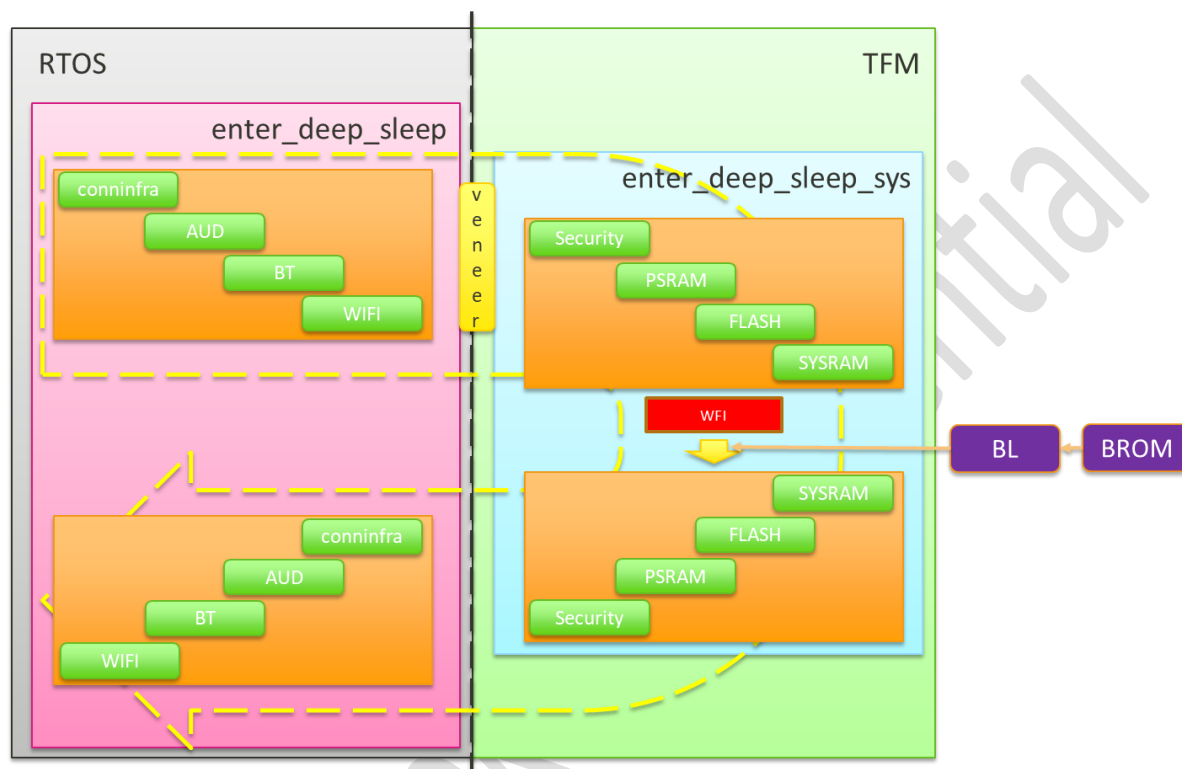 RTOS
TFM
enter_deep_sleep
enter_deep_sleep_sys
conninfra
AUD
BT
WIFI
veneer
Security
PSRAM
FLASH
SYSRAM
WFI
BL
BROM
SYSRAM
FLASH
PSRAM
Security
conninfra
AUD
BT
WIFI